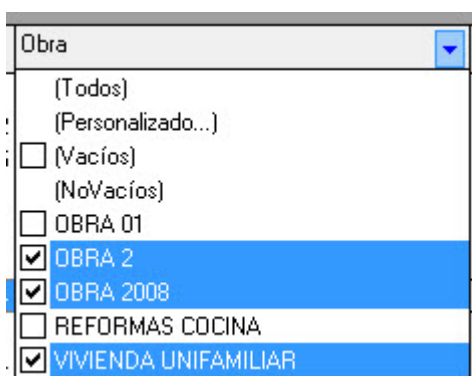 Obra
(Todos)
(Personalizado...)
(Vacíos)
(NoVacíos)
OBRA 01
OBRA 2
OBRA 2008
REFORMAS COCINA
VIVIENDA UNIFAMILIAR